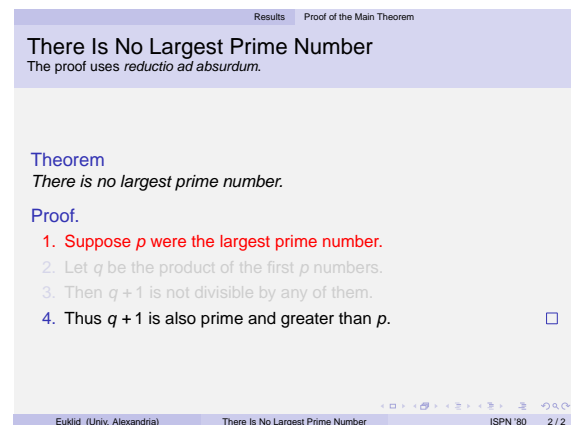 Results Proof of the Main Theorem
There Is No Largest Prime Number
The proof uses reductio ad absurdum.
Theorem
There is no largest prime number.
Proof.
1. Suppose p were the largest prime number.
2. Let q be the product of the first p numbers.
3. Then q + 1 is not divisible by any of them.
4. Thus q + 1 is also prime and greater than p.
Euklid (Univ. Alexandria) There Is No Largest Prime Number ISPN '80 2 / 2